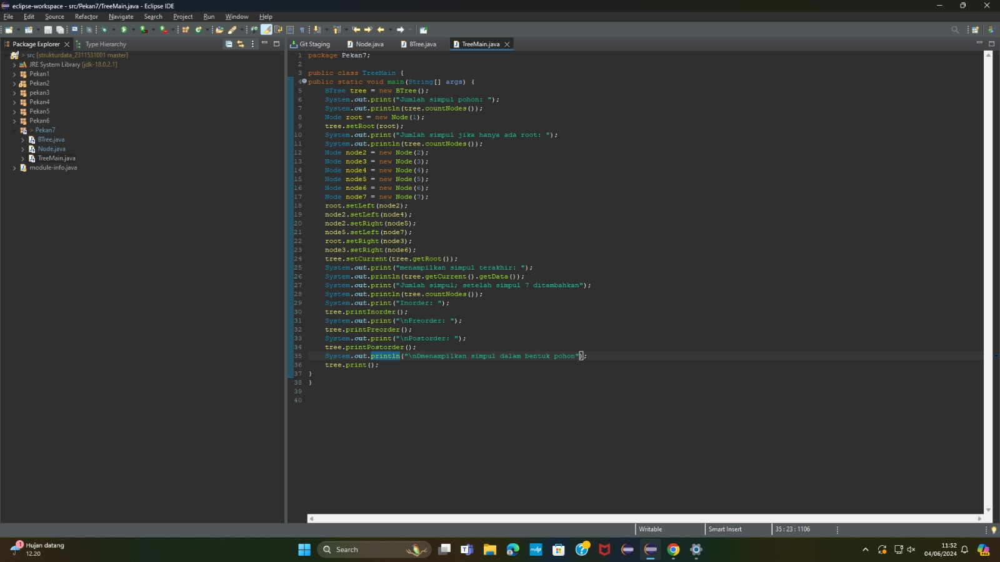 eclipse-workspace - src/Pekan7/TreeMain.java - Eclipse IDE
File Edit Source Refactor Navigate Search Project Run Window Help
Package Explorer Type Hierarchy
> src [strukturdata_2311531001 master]
JRE System Library [jdk-18.0.2.1]
Pekan1
Pekan2
pekan3
Pekan4
Pekan5
Pekan6
> Pekan7
BTree.java
Node.java
TreeMain.java
module-info.java
Git Staging Node.java BTree.java TreeMain.java
1 package Pekan7;
2
3 public class TreeMain {
4 public static void main(String[] args) {
5 BTree tree = new BTree();
6 System.out.print("Jumlah simpul pohon: ");
7 System.out.println(tree.countNodes());
8 Node root = new Node(1);
9 tree.setRoot(root);
10 System.out.print("Jumlah simpul jika hanya ada root: ");
11 System.out.println(tree.countNodes());
12 Node node2 = new Node(2);
13 Node node3 = new Node(3);
14 Node node4 = new Node(4);
15 Node node5 = new Node(5);
16 Node node6 = new Node(6);
17 Node node7 = new Node(7);
18 root.setLeft(node2);
19 node2.setLeft(node4);
20 node2.setRight(node5);
21 node5.setLeft(node7);
22 root.setRight(node3);
23 node3.setRight(node6);
24 tree.setCurrent(tree.getRoot());
25 System.out.print("menampilkan simpul terakhir: ");
26 System.out.println(tree.getCurrent().getData());
27 System.out.print("Jumlah simpul; setelah simpul 7 ditambahkan");
28 System.out.println(tree.countNodes());
29 System.out.print("Inorder: ");
30 tree.printInorder();
31 System.out.print("\nPreorder: ");
32 tree.printPreorder();
33 System.out.print("\nPostorder: ");
34 tree.printPostorder();
35 System.out.println("\nDmenampilkan simpul dalam bentuk pohon");
36 tree.print();
37 }
38 }
39
40
Writable Smart Insert 35 : 23 : 1106
1 Hujan datang
12.20
Search
myhp
PRE
11:52
04/06/2024